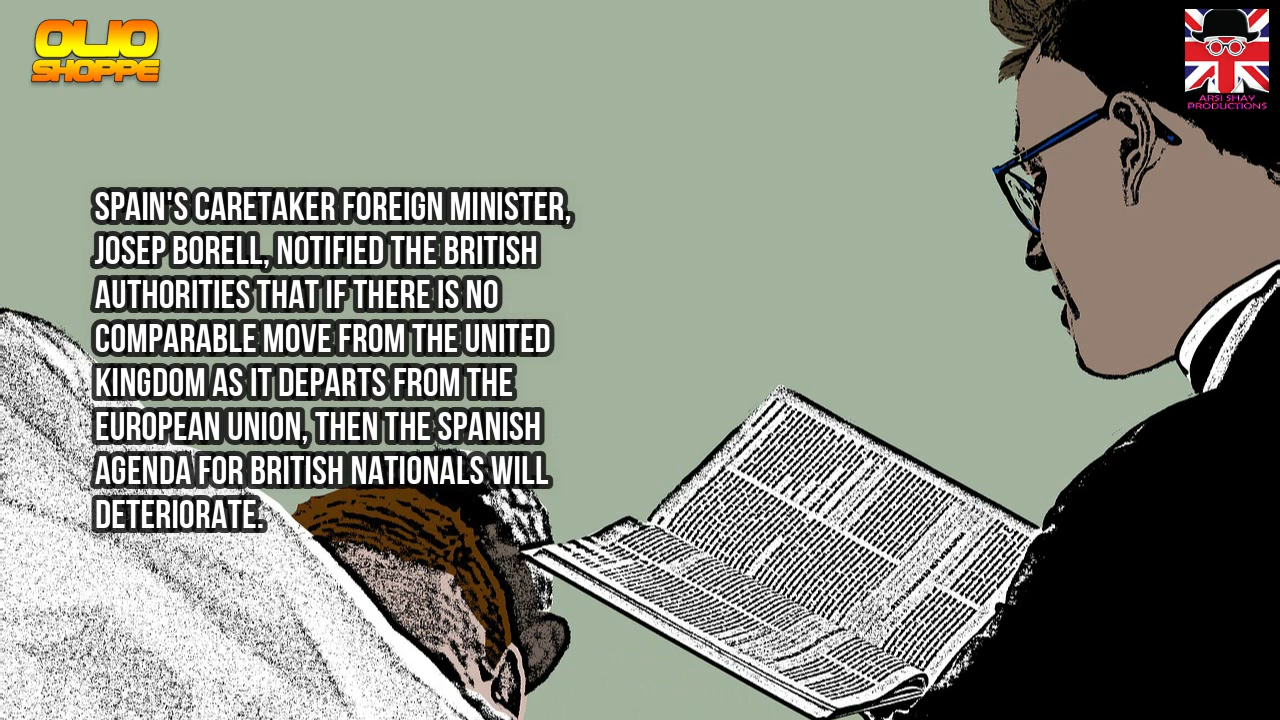 OLIO
SHOPPE
ARSI SHAY
PRODUCTIONS
SPAIN'S CARETAKER FOREIGN MINISTER,
JOSEP BORELL, NOTIFIED THE BRITISH
AUTHORITIES THAT IF THERE IS NO
COMPARABLE MOVE FROM THE UNITED
KINGDOM AS IT DEPARTS FROM THE
EUROPEAN UNION, THEN THE SPANISH
AGENDA FOR BRITISH NATIONALS WILL
DETERIORATE.